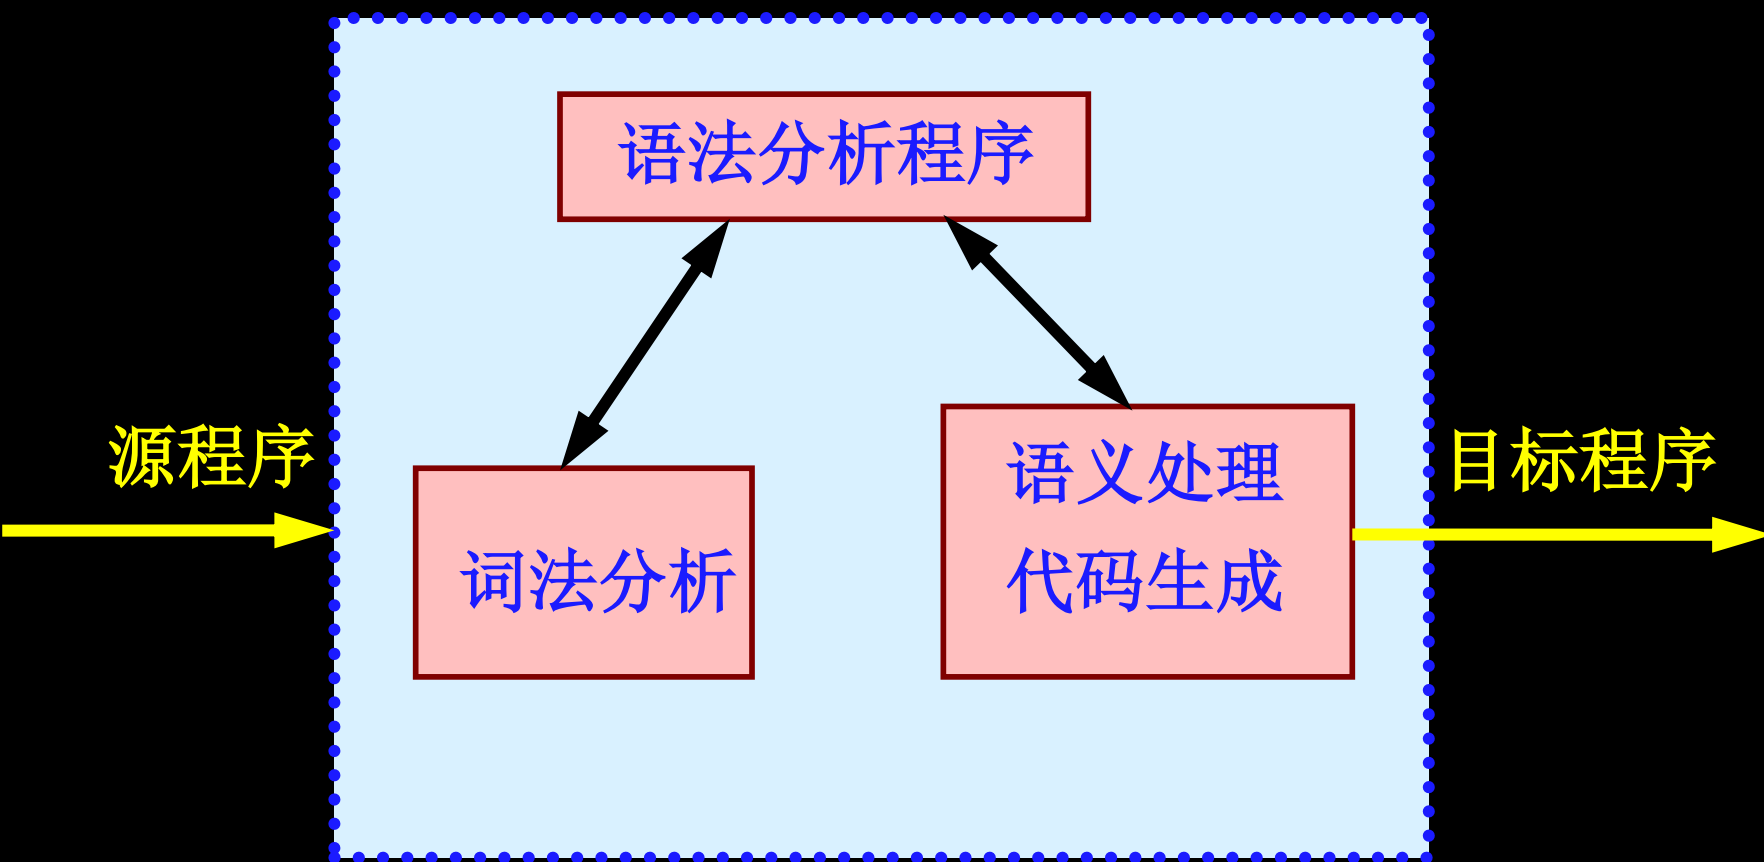 语法分析程序
源程序
词法分析
语义处理
代码生成
目标程序